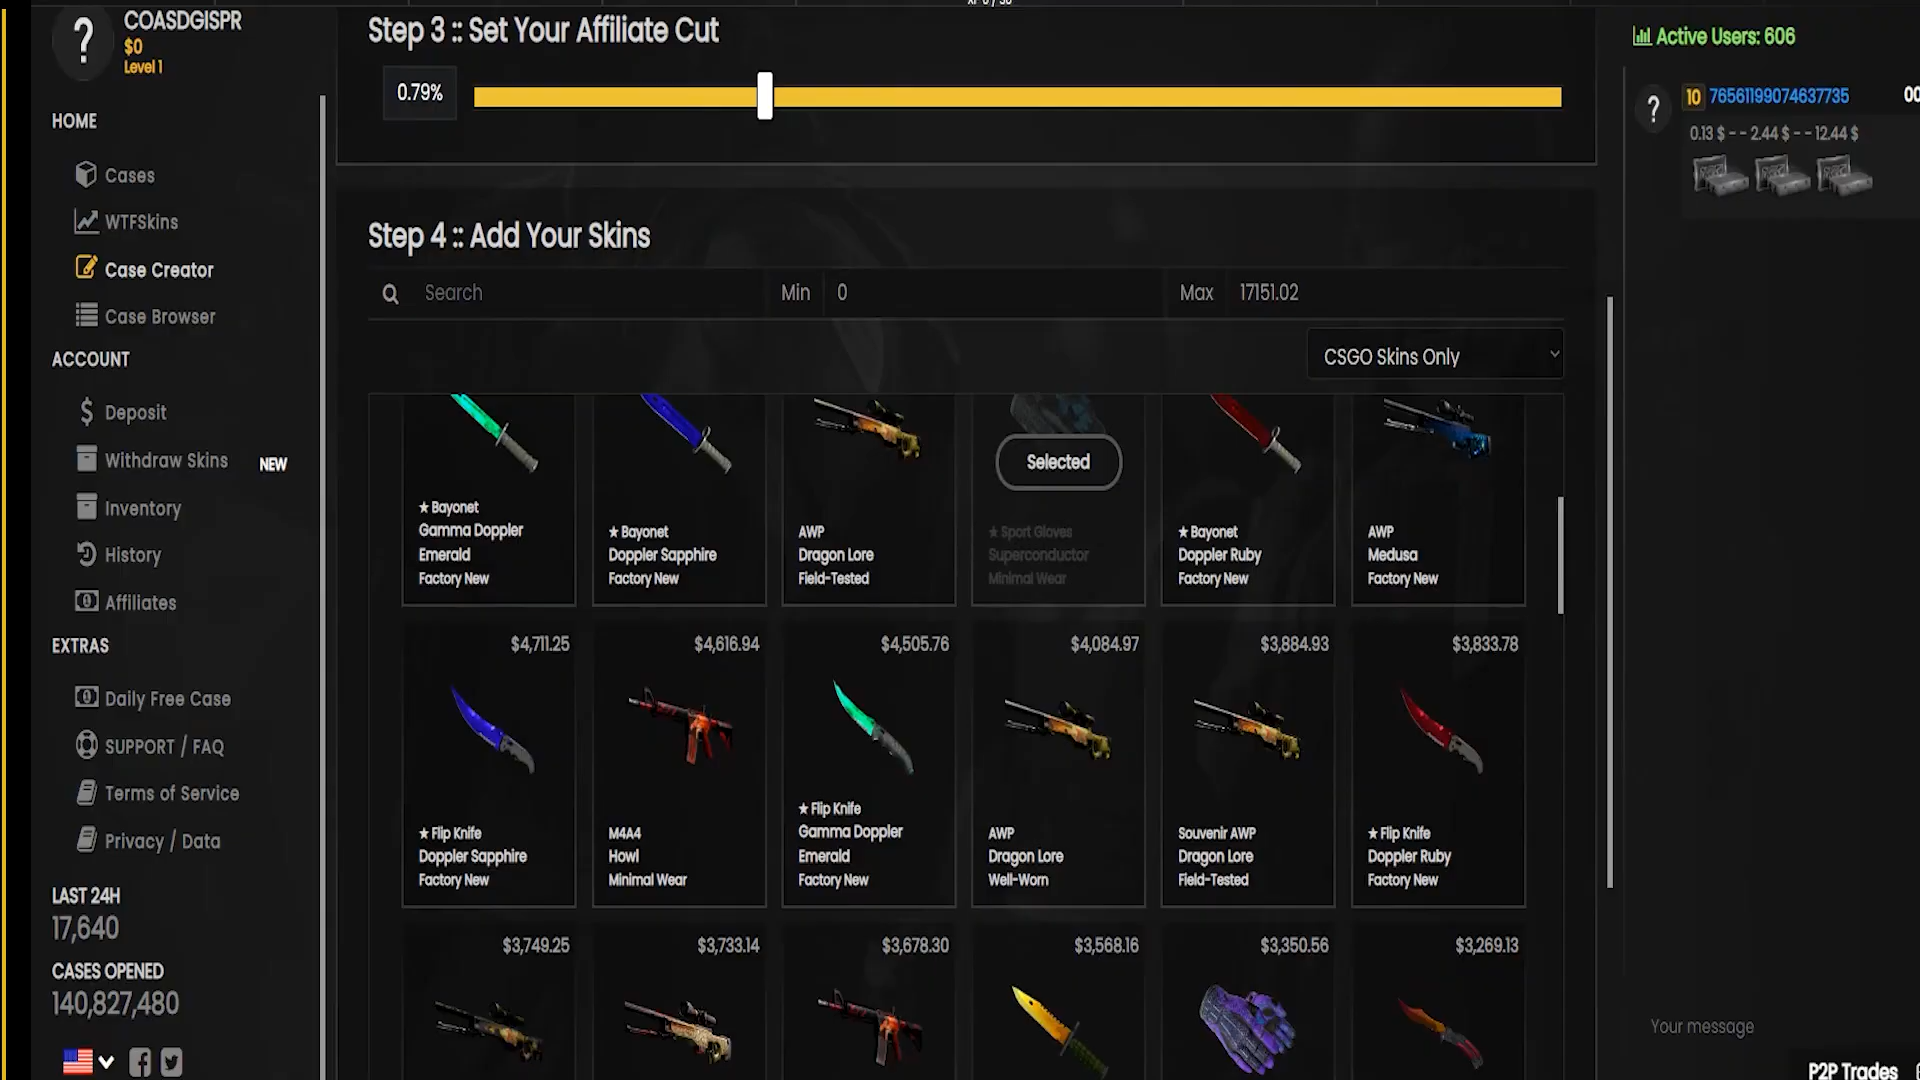 COASDGISPR
$0
Level 1
HOME
Cases
WTFSkins
Case Creator
Case Browser
ACCOUNT
Deposit
Withdraw Skins NEW
Inventory
History
Affiliates
EXTRAS
Daily Free Case
SUPPORT / FAQ
Terms of Service
Privacy / Data
LAST 24H
17,640
CASES OPENED
140,827,480
Step 3 :: Set Your Affiliate Cut
0.79%
Step 4 :: Add Your Skins
Search Min 0 Max 17151.02
CSGO Skins Only
★ Bayonet
Gamma Doppler
Emerald
Factory New
★ Bayonet
Doppler Sapphire
Factory New
AWP
Dragon Lore
Field-Tested
Selected
★ Sport Gloves
Superconductor
Minimal Wear
★ Bayonet
Doppler Ruby
Factory New
AWP
Medusa
Factory New
$4,711.25
★ Flip Knife
Doppler Sapphire
Factory New
$4,616.94
M4A4
Howl
Minimal Wear
$4,505.76
★ Flip Knife
Gamma Doppler
Emerald
Factory New
$4,084.97
AWP
Dragon Lore
Well-Worn
$3,884.93
Souvenir AWP
Dragon Lore
Field-Tested
$3,833.78
★ Flip Knife
Doppler Ruby
Factory New
$3,749.25
$3,733.14
$3,678.30
$3,568.16
$3,350.56
$3,269.13
Active Users: 606
10 76561199074637735
0.13 $ - - 2.44 $ - - 12.44 $
Your message
P2P Trades